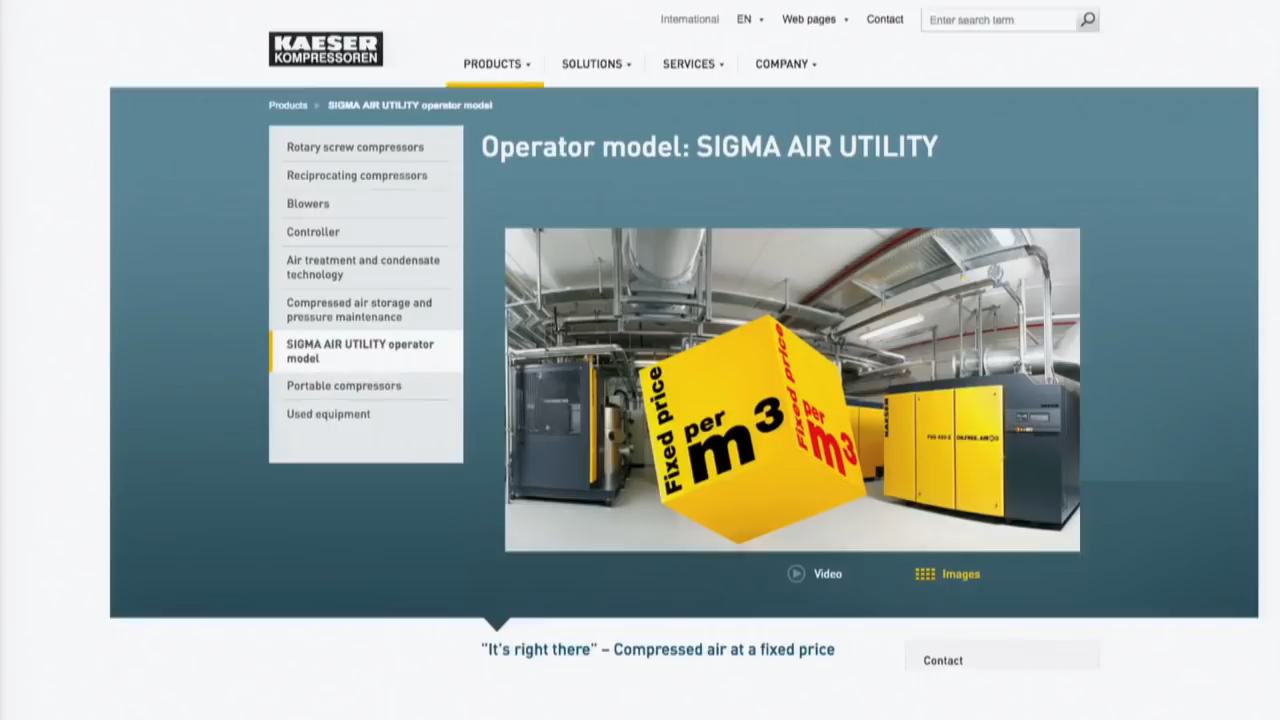 International
EN
Web pages
Contact
Enter search term
KAESER
KOMPRESSOREN
PRODUCTS
SOLUTIONS
SERVICES
COMPANY
Products » SIGMA AIR UTILITY operator model
Rotary screw compressors
Reciprocating compressors
Blowers
Controller
Air treatment and condensate
technology
Compressed air storage and
pressure maintenance
SIGMA AIR UTILITY operator
model
Portable compressors
Used equipment
Operator model: SIGMA AIR UTILITY
Fixed price
per
m³
Fixed price
per
m³
KAESER
Video
Images
"It's right there" – Compressed air at a fixed price
Contact